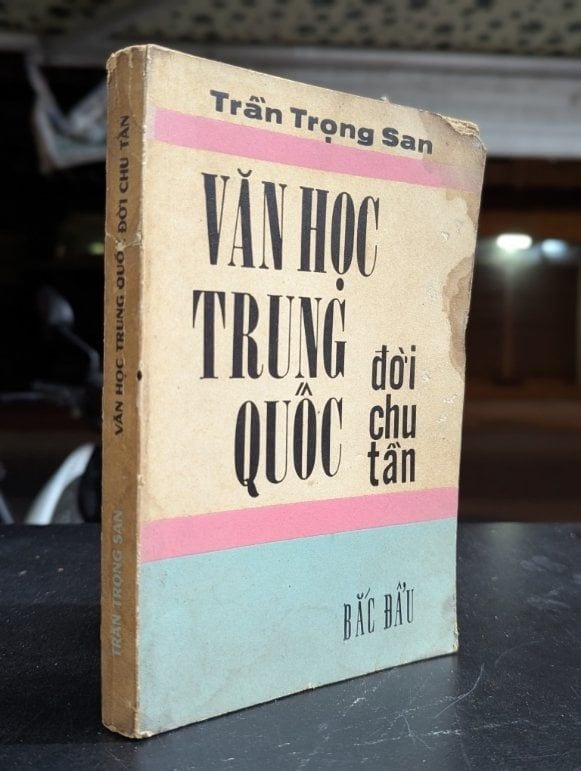 Trần Trọng San
VĂN HỌC
TRUNG
QUỐC
đời
chu
tần
BẮC ĐẨU
VĂN HỌC TRUNG QUỐC ĐỜI CHU TẦN
TRẦN TRỌNG SAN